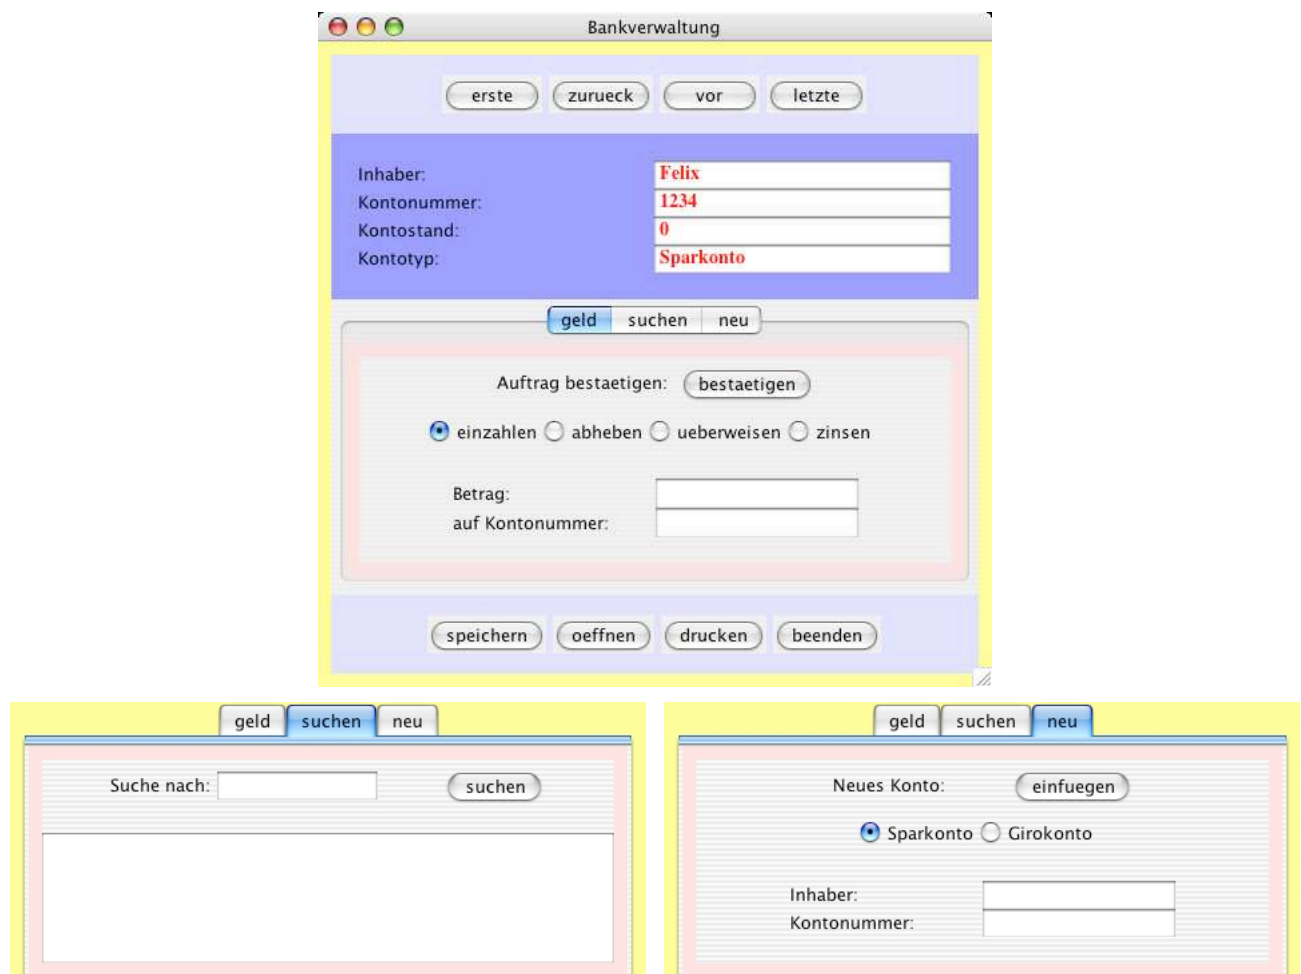 Bankverwaltung
erste zurueck vor letzte
Inhaber: Felix
Kontonummer: 1234
Kontostand: 0
Kontotyp: Sparkonto
geld suchen neu
Auftrag bestaetigen: bestaetigen
einzahlen abheben ueberweisen zinsen
Betrag:
auf Kontonummer:
speichern oeffnen drucken beenden
geld suchen neu
Suche nach: suchen
geld suchen neu
Neues Konto: einfuegen
Sparkonto Girokonto
Inhaber:
Kontonummer: